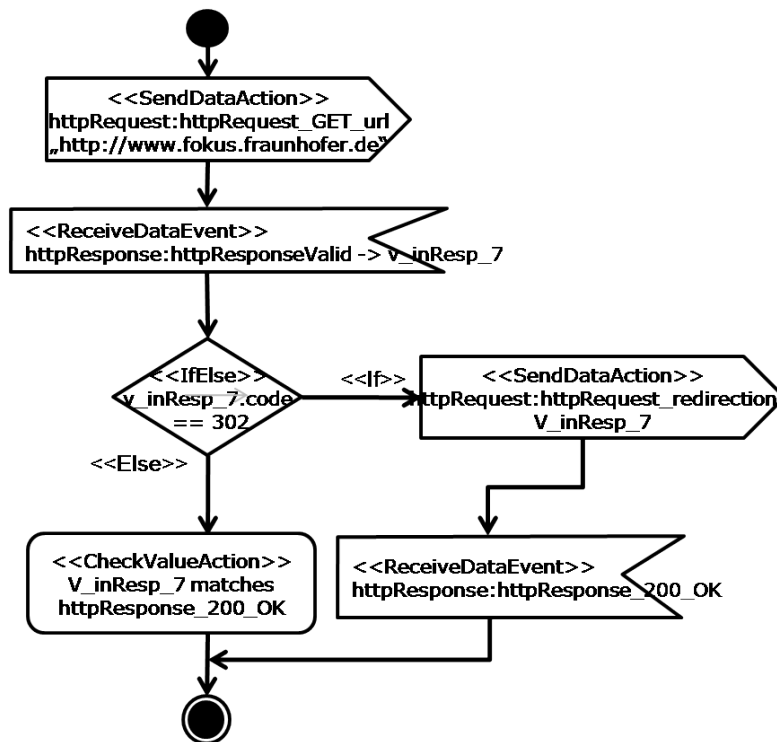 <<SendDataAction>>
httpRequest:httpRequest_GET_url
„http://www.fokus.fraunhofer.de“
<<ReceiveDataEvent>>
httpResponse:httpResponseValid -> v_inResp_7
<<IfElse>>
v_inResp_7.code
== 302
<<If>>
<<SendDataAction>>
httpRequest:httpRequest_redirection
V_inResp_7
<<Else>>
<<CheckValueAction>>
V_inResp_7 matches
httpResponse_200_OK
<<ReceiveDataEvent>>
httpResponse:httpResponse_200_OK